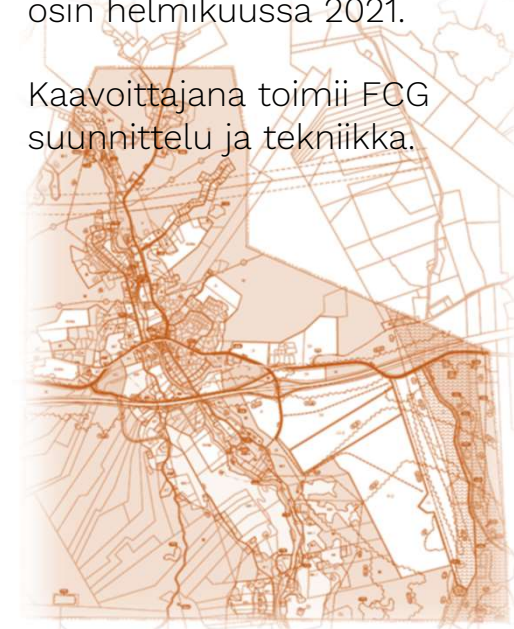 osin helmikuussa 2021.
Kaavoittajana toimii FCG
suunnittelu ja tekniikka.